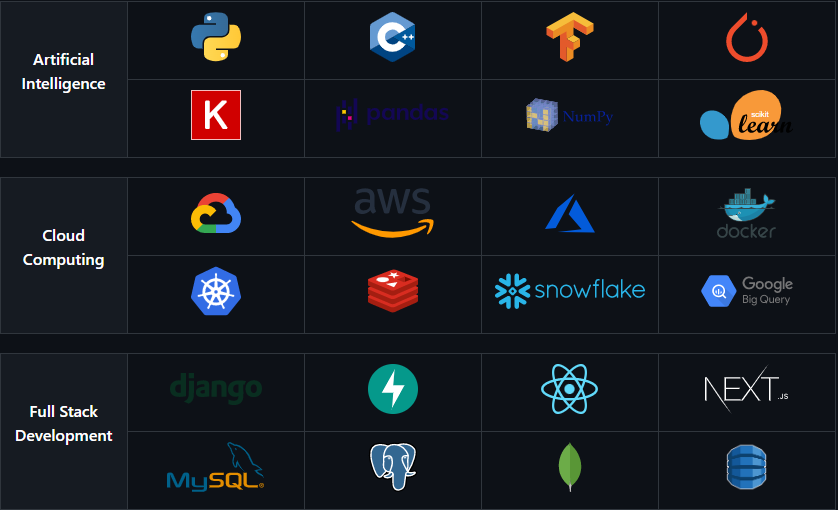 Artificial
Intelligence
C++
K
pandas
N NumPy
scikit
learn
Cloud
Computing
aws
docker
snowflake
Google
Big Query
Full Stack
Development
django
NEXT.JS
MySQL®